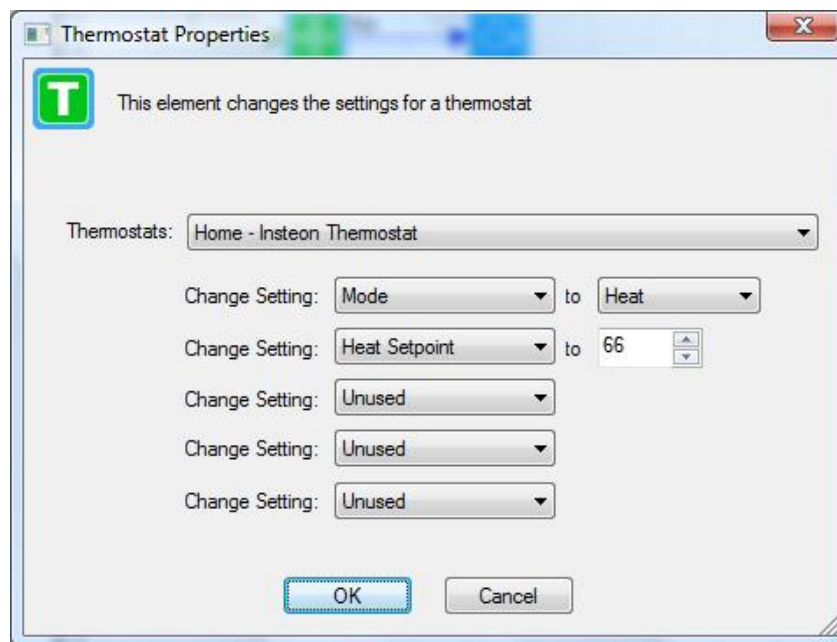 Thermostat Properties
T This element changes the settings for a thermostat
Thermostats: Home - Insteon Thermostat
Change Setting: Mode to Heat
Change Setting: Heat Setpoint to 66
Change Setting: Unused
Change Setting: Unused
Change Setting: Unused
OK Cancel